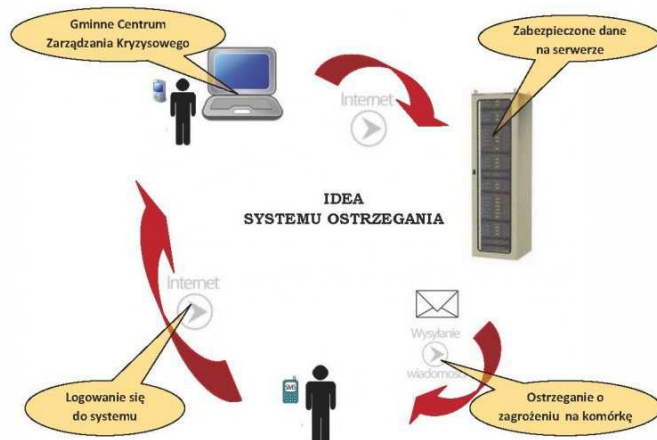 Gminne Centrum
Zarządzania Kryzysowego
Zabezpieczone dane
na serwerze
Internet
IDEA
SYSTEMU OSTRZEGANIA
Internet
Wysyłanie
wiadomości
SMS
Logowanie się
do systemu
Ostrzeganie o
zagrożeniu na komórkę